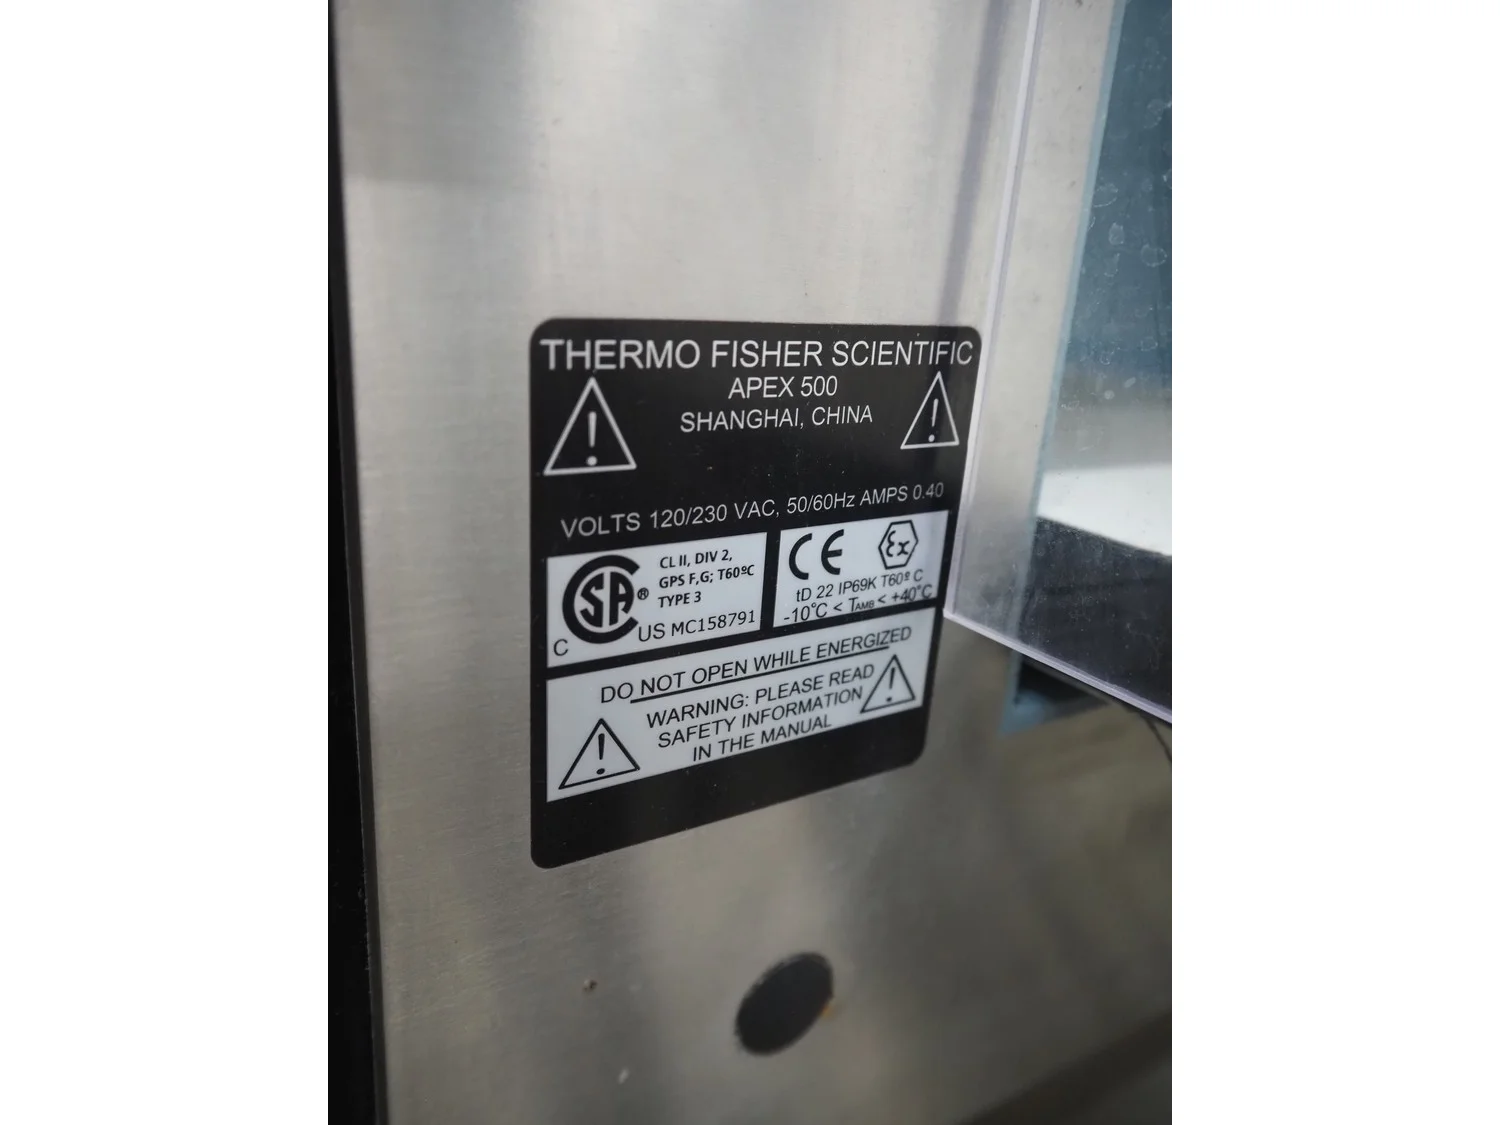 THERMO FISHER SCIENTIFIC
APEX 500
SHANGHAI, CHINA
VOLTS 120/230 VAC, 50/60Hz AMPS 0.40
CL II, DIV 2,
GPS F,G; T60ºC
TYPE 3
C SA ® US MC158791
CE Ex
tD 22 IP69K T60º C
-10°C < TAMB < +40°C
DO NOT OPEN WHILE ENERGIZED
WARNING: PLEASE READ
SAFETY INFORMATION
IN THE MANUAL